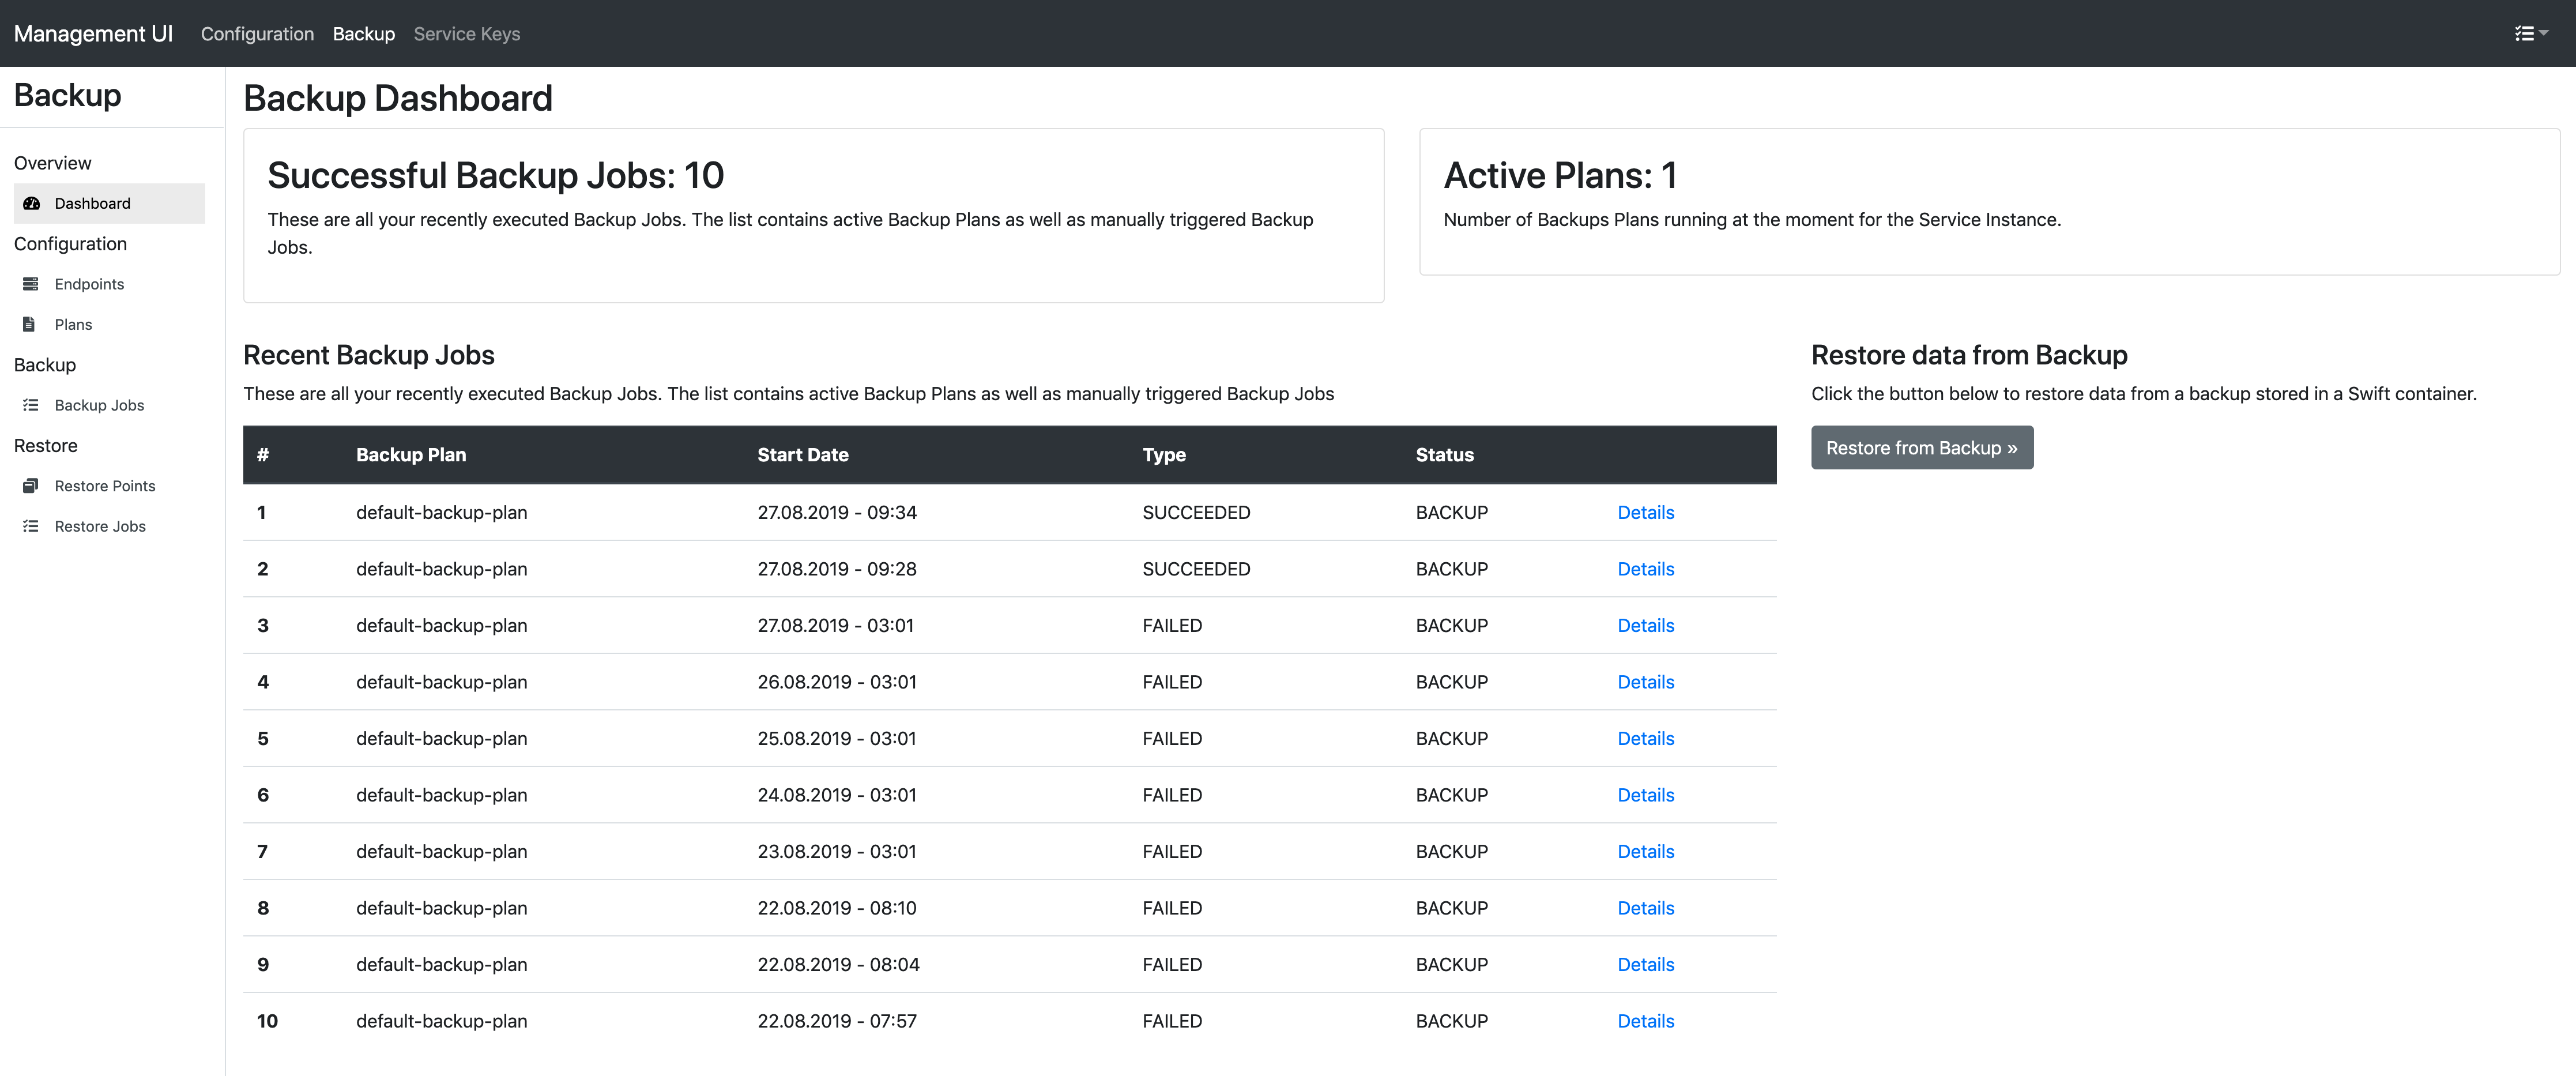 Management UI Configuration Backup Service Keys
Backup
Overview
Dashboard
Configuration
Endpoints
Plans
Backup
Backup Jobs
Restore
Restore Points
Restore Jobs
Backup Dashboard
Successful Backup Jobs: 10
These are all your recently executed Backup Jobs. The list contains active Backup Plans as well as manually triggered Backup
Jobs.
Active Plans: 1
Number of Backups Plans running at the moment for the Service Instance.
Recent Backup Jobs
These are all your recently executed Backup Jobs. The list contains active Backup Plans as well as manually triggered Backup Jobs
# Backup Plan Start Date Type Status
1 default-backup-plan 27.08.2019 - 09:34 SUCCEEDED BACKUP Details
2 default-backup-plan 27.08.2019 - 09:28 SUCCEEDED BACKUP Details
3 default-backup-plan 27.08.2019 - 03:01 FAILED BACKUP Details
4 default-backup-plan 26.08.2019 - 03:01 FAILED BACKUP Details
5 default-backup-plan 25.08.2019 - 03:01 FAILED BACKUP Details
6 default-backup-plan 24.08.2019 - 03:01 FAILED BACKUP Details
7 default-backup-plan 23.08.2019 - 03:01 FAILED BACKUP Details
8 default-backup-plan 22.08.2019 - 08:10 FAILED BACKUP Details
9 default-backup-plan 22.08.2019 - 08:04 FAILED BACKUP Details
10 default-backup-plan 22.08.2019 - 07:57 FAILED BACKUP Details
Restore data from Backup
Click the button below to restore data from a backup stored in a Swift container.
Restore from Backup »